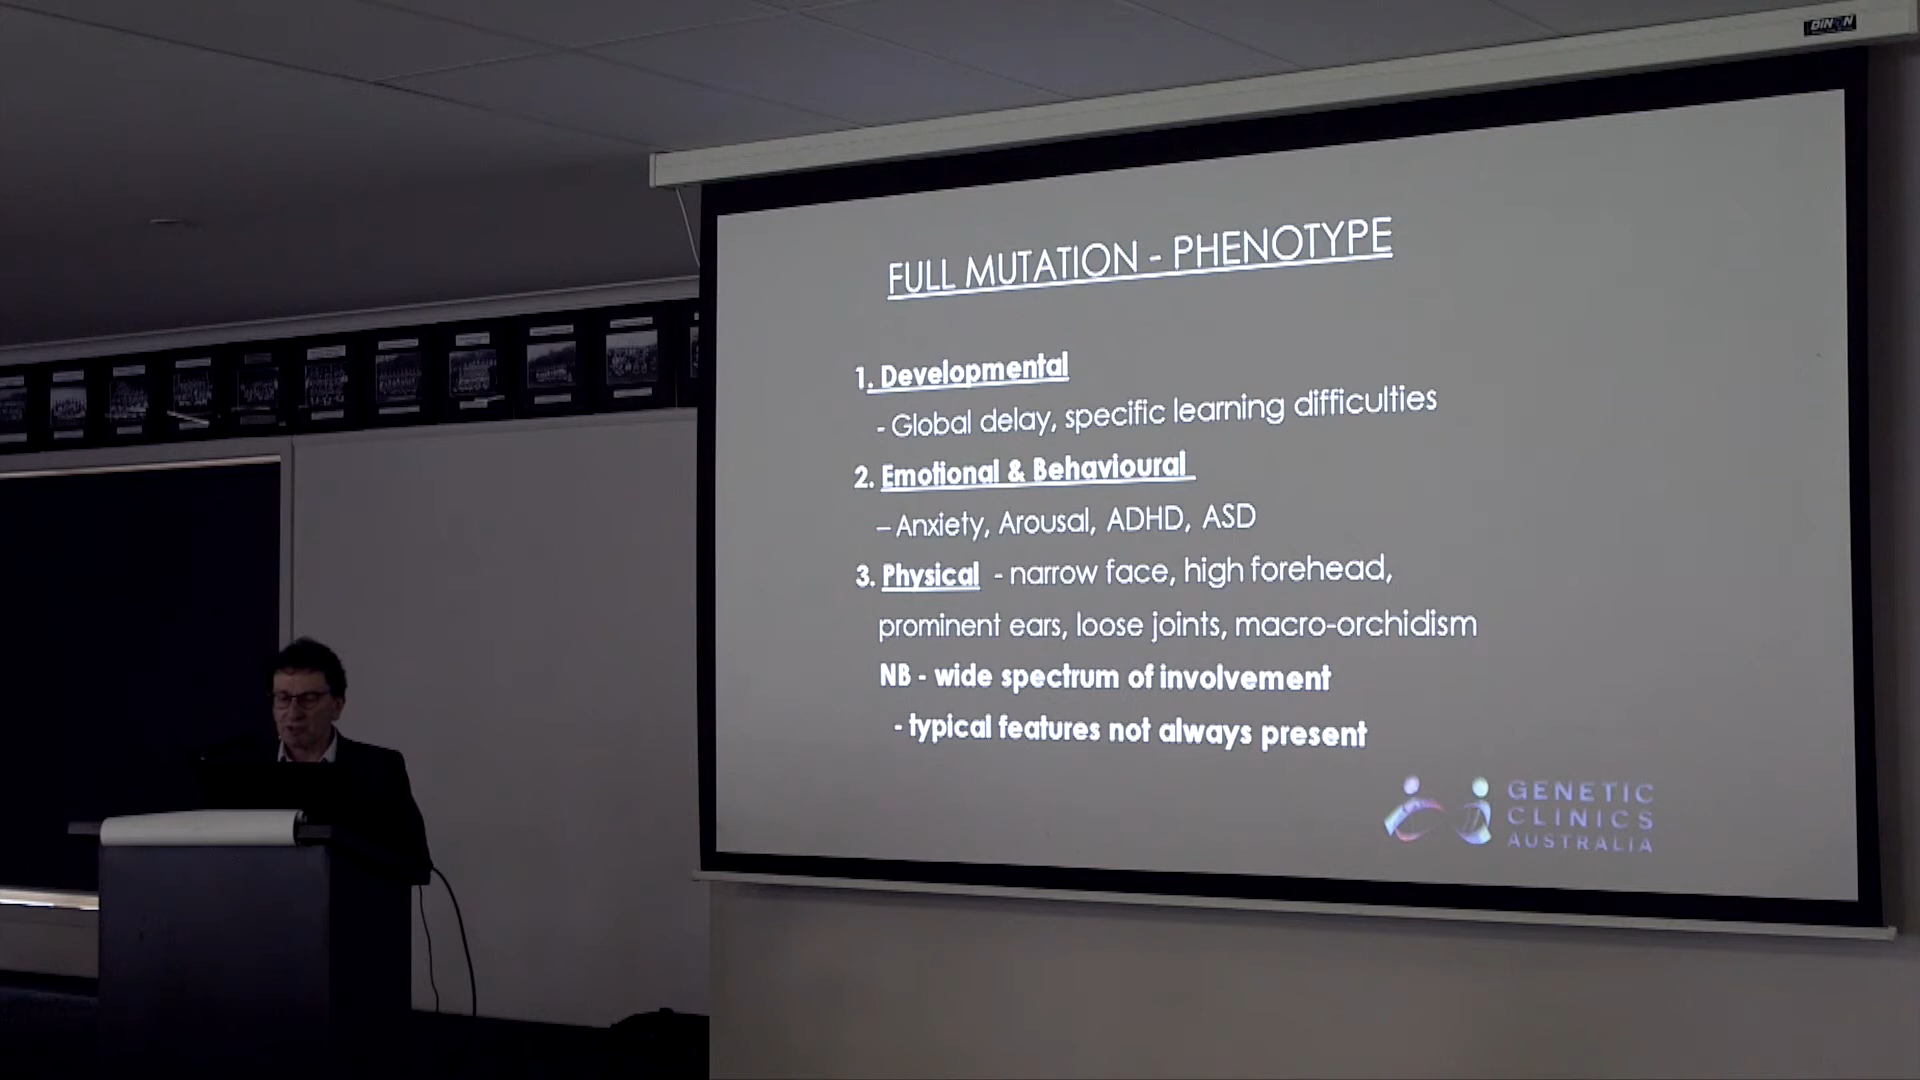 DINON
FULL MUTATION - PHENOTYPE
1. Developmental
- Global delay, specific learning difficulties
2. Emotional & Behavioural
– Anxiety, Arousal, ADHD, ASD
3. Physical - narrow face, high forehead,
prominent ears, loose joints, macro-orchidism
NB - wide spectrum of involvement
- typical features not always present
GENETIC
CLINICS
AUSTRALIA